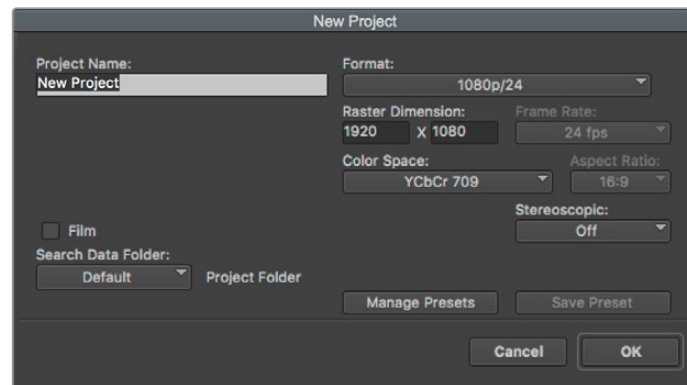 New Project
Project Name:
New Project
Format:
1080p/24
Raster Dimension:
Frame Rate:
1920 X 1080
24 fps
Color Space:
Aspect Ratio:
YCbCr 709
16:9
Stereoscopic:
Off
Film
Search Data Folder:
Default
Project Folder
Manage Presets
Save Preset
Cancel
OK